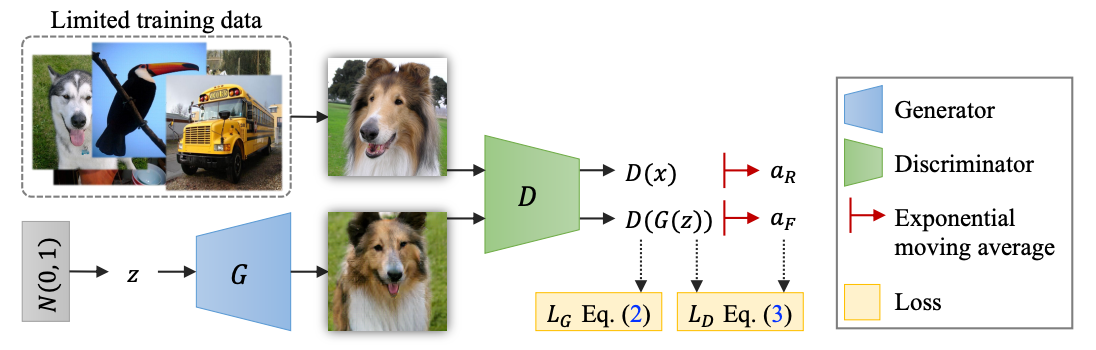 Limited training data
N(0,1)
z
G
D
D(x)
a_R
D(G(z))
a_F
L_G Eq. (2)
L_D Eq. (3)
Generator
Discriminator
Exponential
moving average
Loss